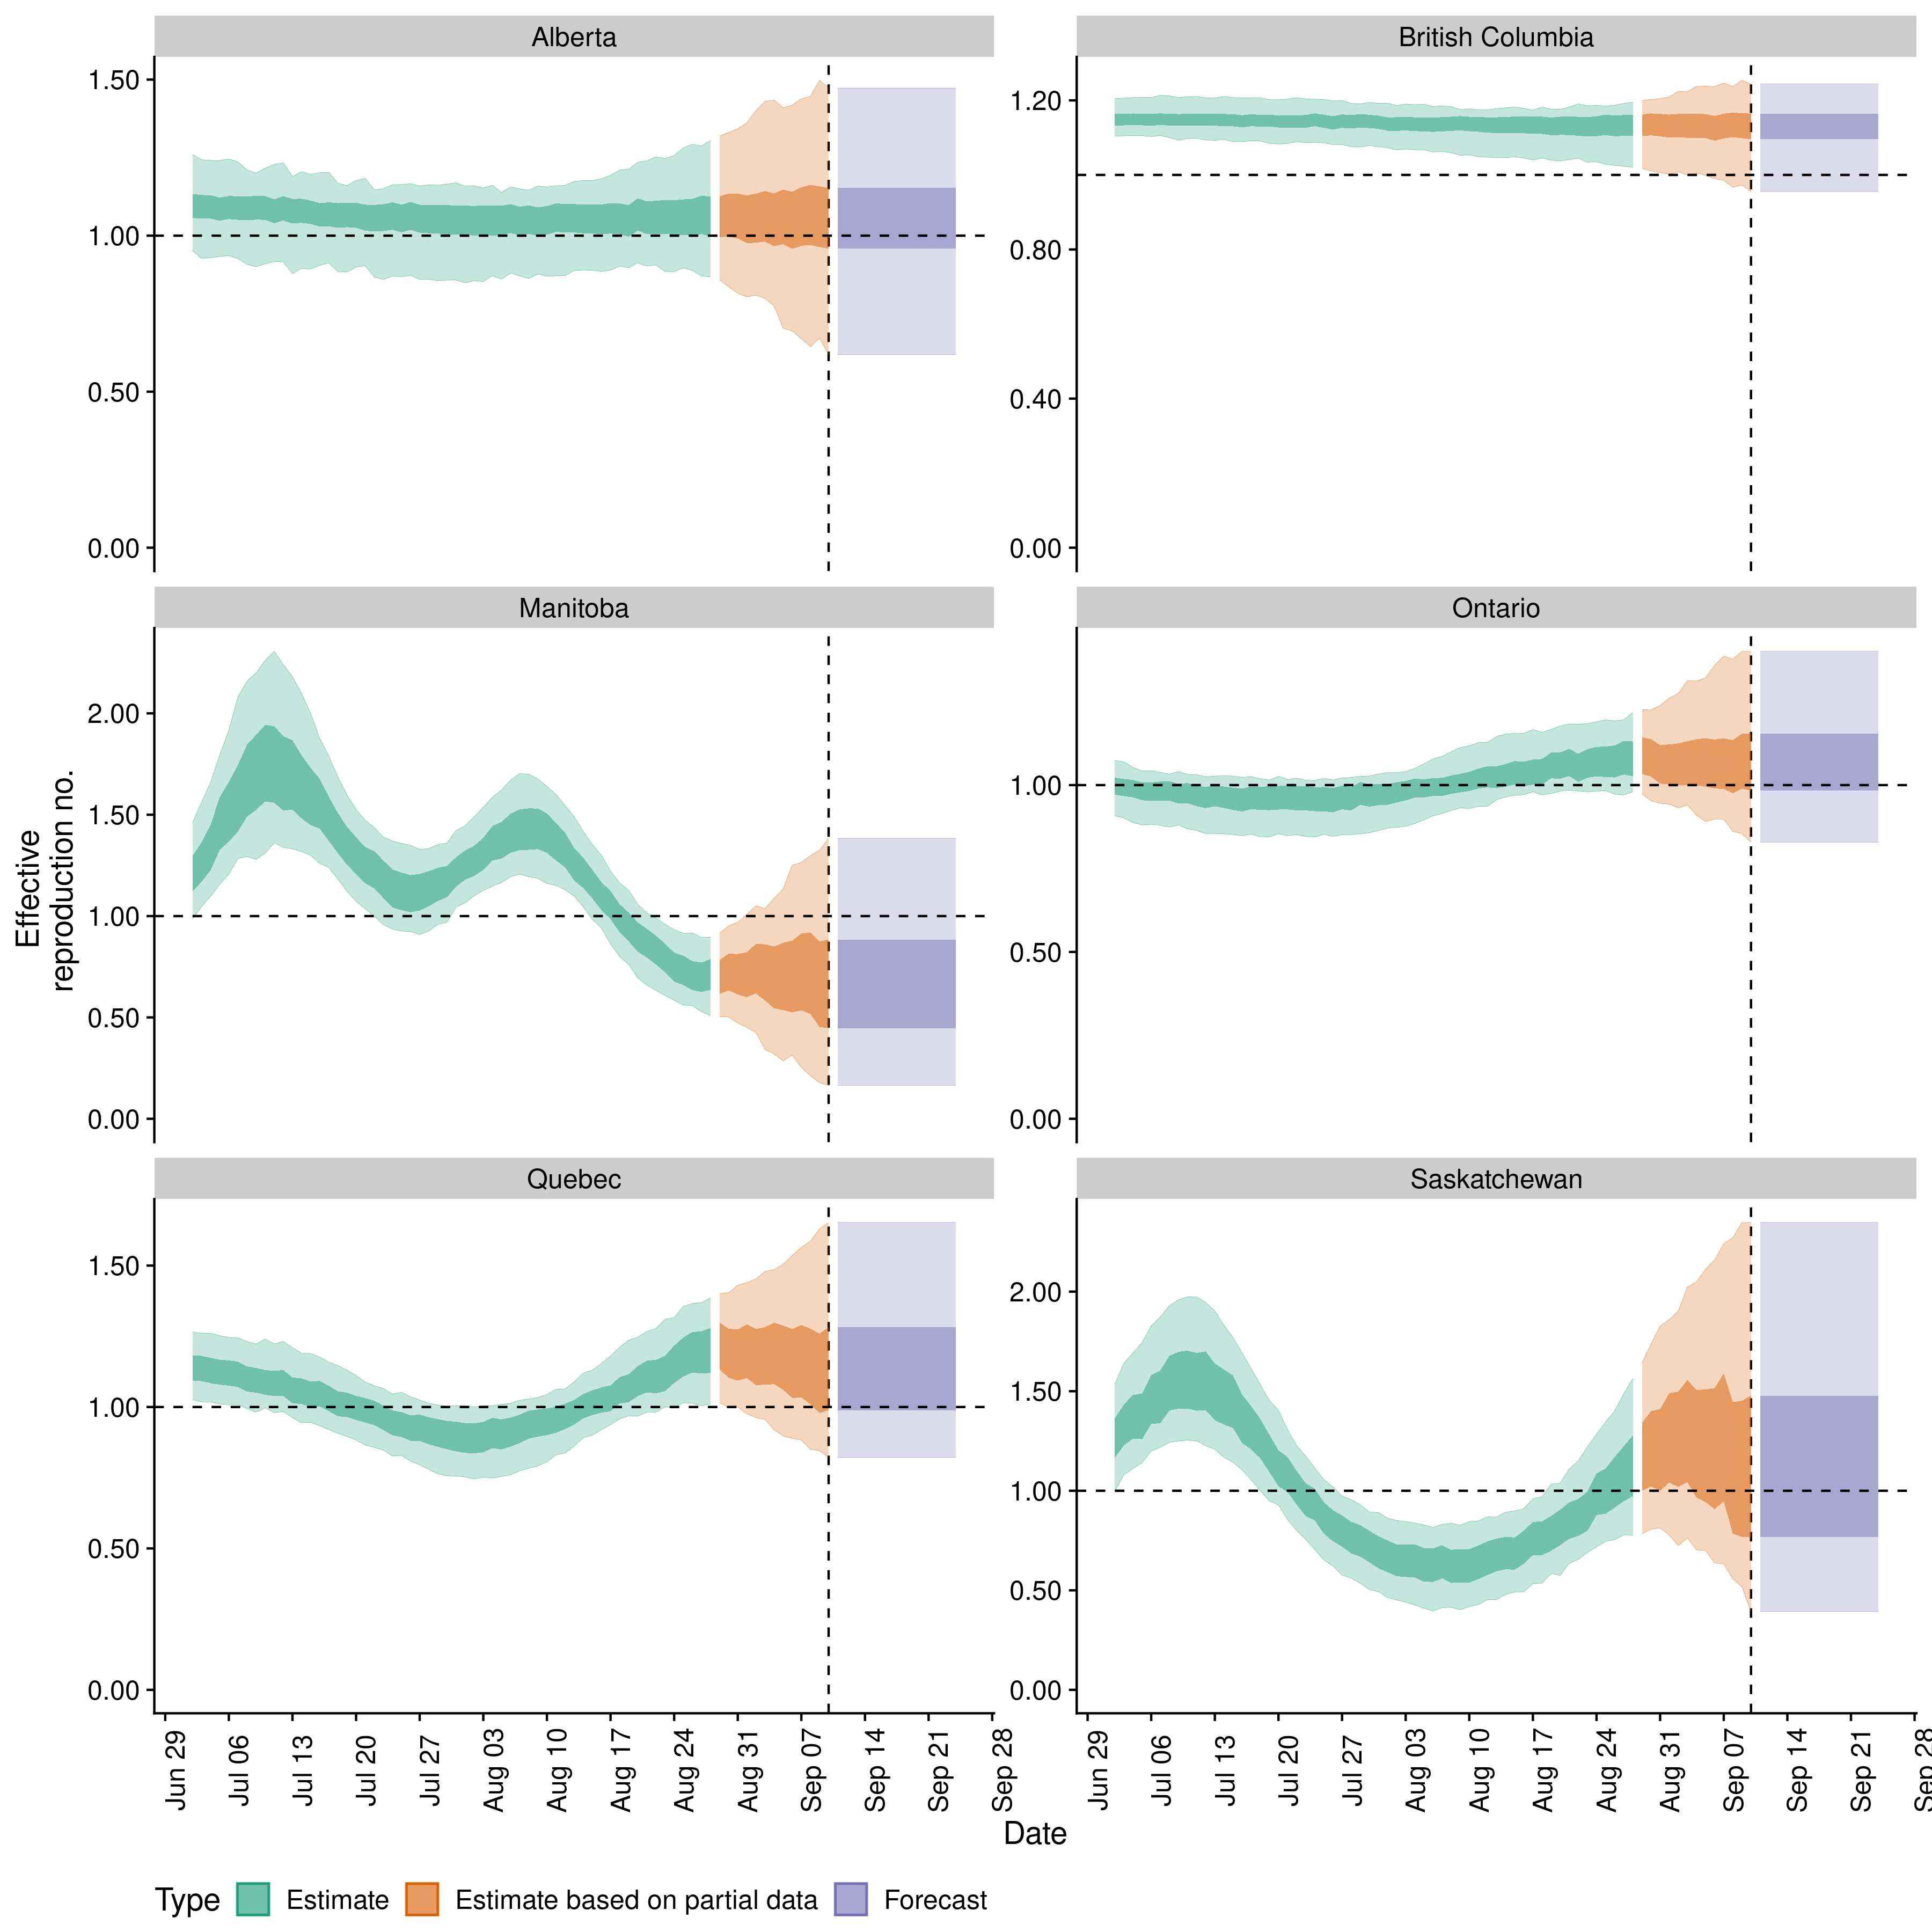 Alberta
British Columbia
1.50
1.00
0.50
0.00
1.20
0.80
0.40
0.00
Manitoba
Ontario
2.00
1.50
1.00
0.50
0.00
1.00
0.50
0.00
Effective
reproduction no.
Quebec
Saskatchewan
1.50
1.00
0.50
0.00
2.00
1.50
1.00
0.50
0.00
Jun 29
Jul 06
Jul 13
Jul 20
Jul 27
Aug 03
Aug 10
Aug 17
Aug 24
Aug 31
Sep 07
Sep 14
Sep 21
Sep 28
Jun 29
Jul 06
Jul 13
Jul 20
Jul 27
Aug 03
Aug 10
Aug 17
Aug 24
Aug 31
Sep 07
Sep 14
Sep 21
Sep 28
Date
Type Estimate Estimate based on partial data Forecast